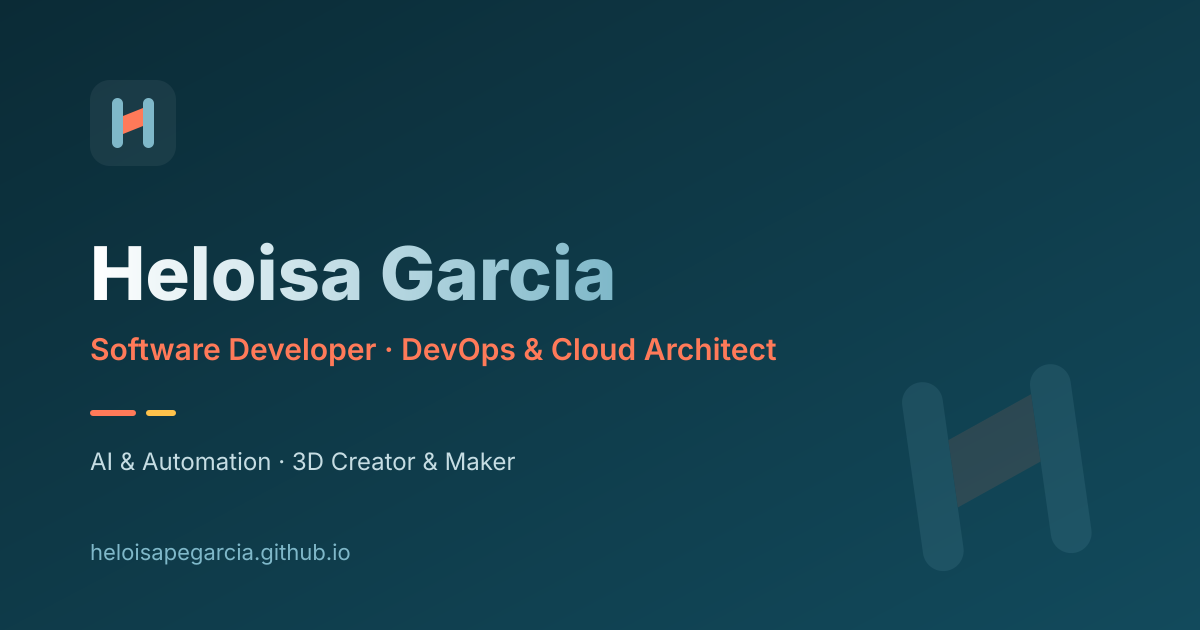 H
Heloisa Garcia
Software Developer · DevOps & Cloud Architect
AI & Automation · 3D Creator & Maker
heloisapegarcia.github.io
H